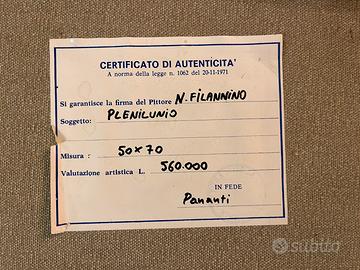 CERTIFICATO DI AUTENTICITA'
A norma della legge n. 1062 del 20-11-1971
Si garantisce la firma del Pittore N. FILANNINO
Soggetto: PLENILUNIO
Misura: 50x70
Valutazione artistica L. 560.000
IN FEDE
Pananti
subito